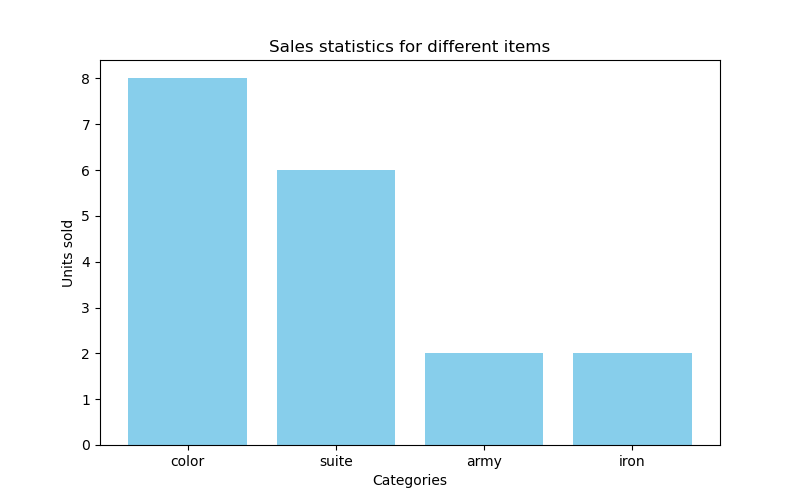 Sales statistics for different items
Units sold
8
7
6
5
4
3
2
1
0
color suite army iron
Categories